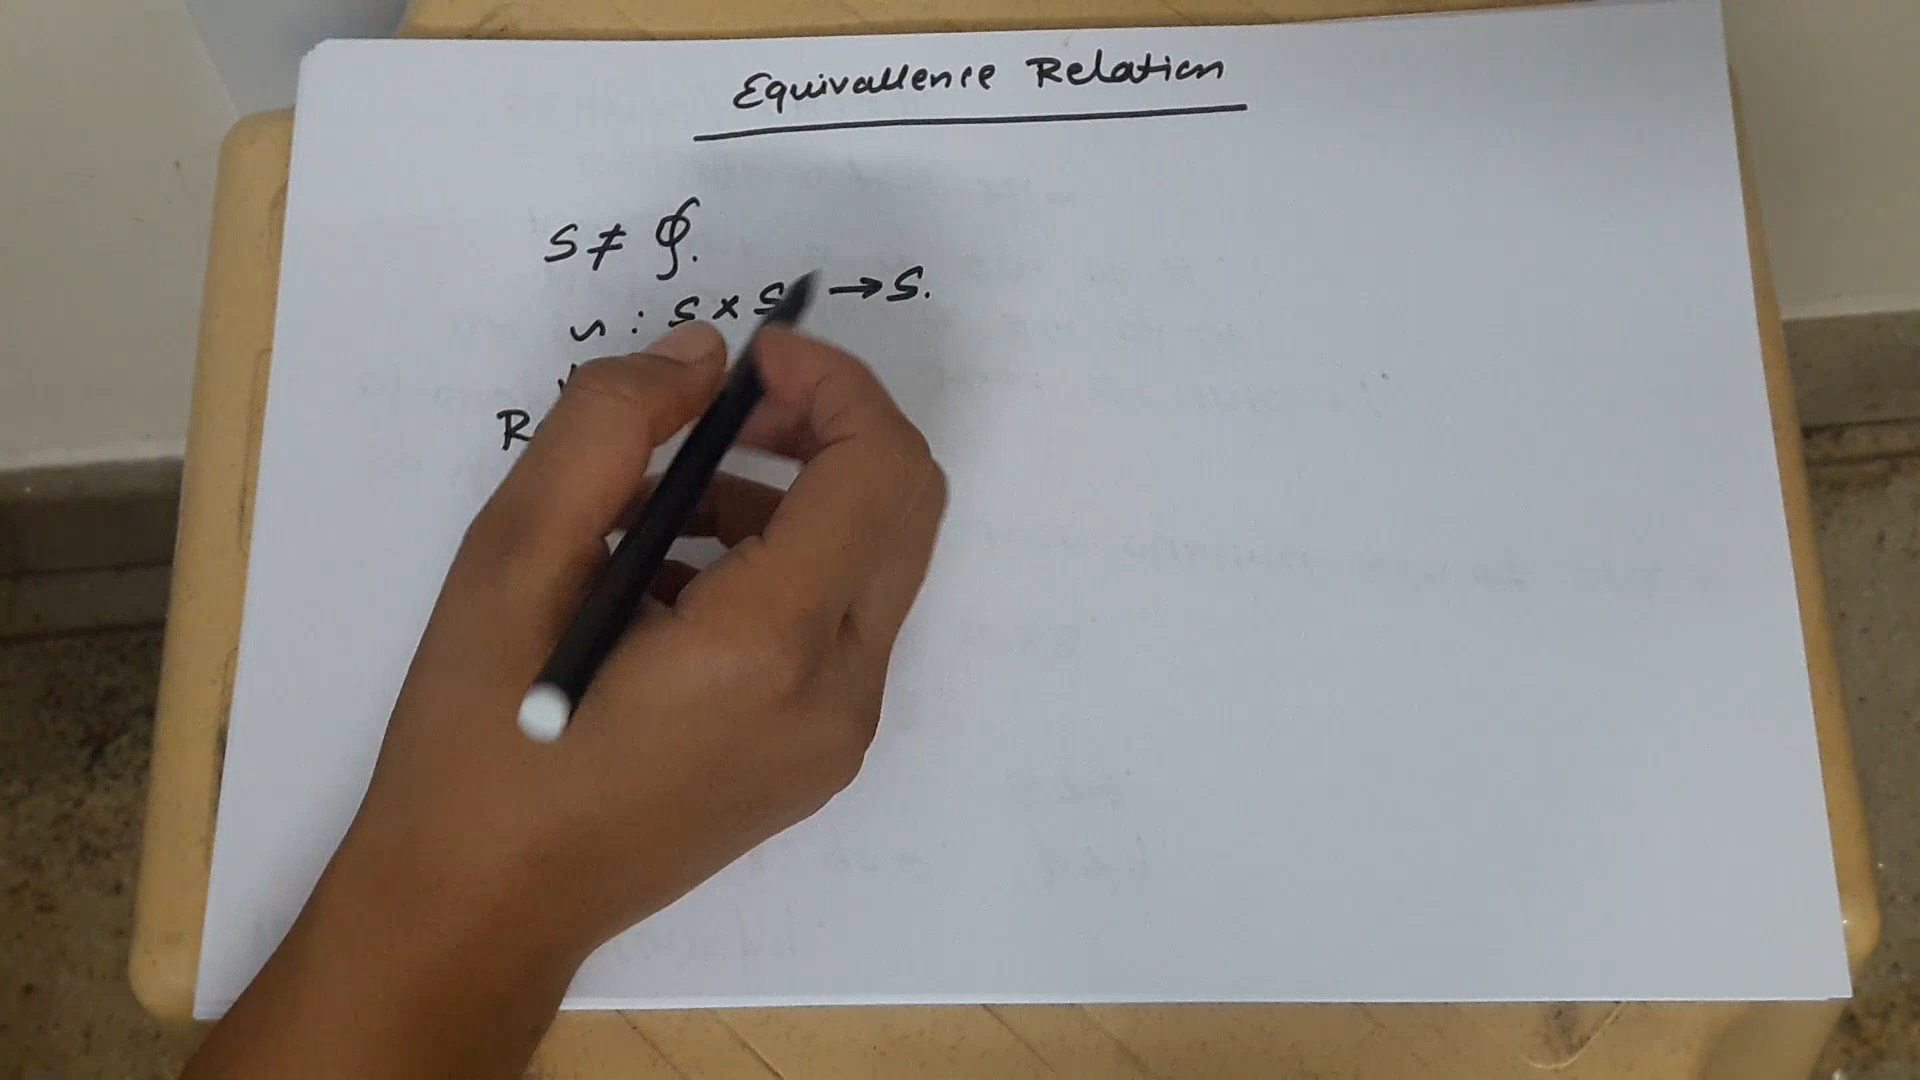 Equivallence Relation
S ≠ φ.
~ : S × S → S.